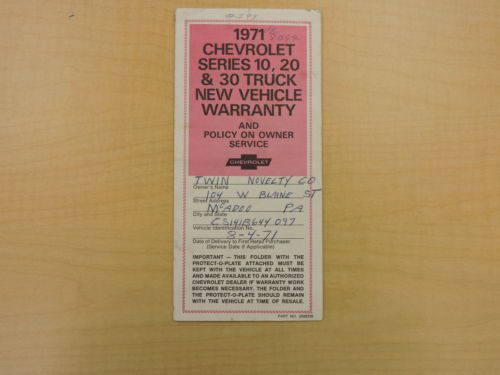 1971
CHEVROLET
SERIES 10, 20
& 30 TRUCK
NEW VEHICLE
WARRANTY
AND
POLICY ON OWNER
SERVICE
CHEVROLET
TWIN NOVELTY CO
Owner's Name
104 W BLAINE ST
Street Address
McADOO PA
City and State
CS141B644097
Vehicle Identification No.
3-4-71
Date of Delivery to First Retail Purchaser
(Service Date if Applicable)
IMPORTANT — THIS FOLDER WITH THE
PROTECT-O-PLATE ATTACHED MUST BE
KEPT WITH THE VEHICLE AT ALL TIMES
AND MADE AVAILABLE TO AN AUTHORIZED
CHEVROLET DEALER IF WARRANTY WORK
BECOMES NECESSARY. THE FOLDER AND
THE PROTECT-O-PLATE SHOULD REMAIN
WITH THE VEHICLE AT TIME OF RESALE.
PART NO.